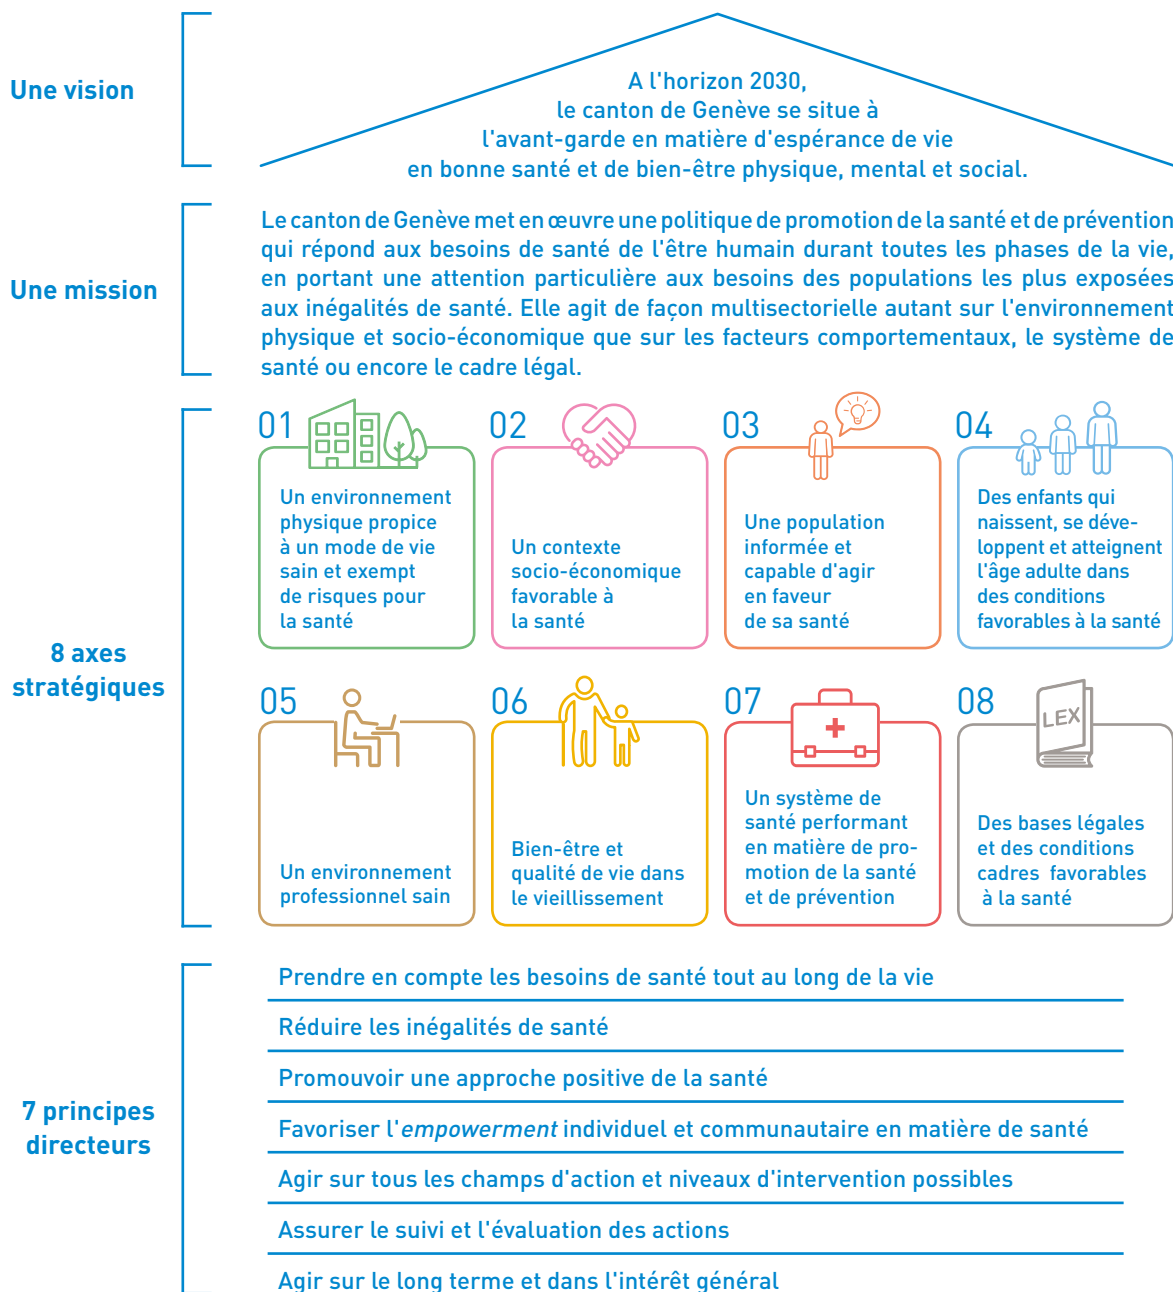 Une vision
A l'horizon 2030,
le canton de Genève se situe à
l'avant-garde en matière d'espérance de vie
en bonne santé et de bien-être physique, mental et social.
Une mission
Le canton de Genève met en œuvre une politique de promotion de la santé et de prévention
qui répond aux besoins de santé de l'être humain durant toutes les phases de la vie,
en portant une attention particulière aux besoins des populations les plus exposées
aux inégalités de santé. Elle agit de façon multisectorielle autant sur l'environnement
physique et socio-économique que sur les facteurs comportementaux, le système de
santé ou encore le cadre légal.
8 axes
stratégiques
01
Un environnement
physique propice
à un mode de vie
sain et exempt
de risques pour
la santé
02
Un contexte
socio-économique
favorable à
la santé
03
Une population
informée et
capable d'agir
en faveur
de sa santé
04
Des enfants qui
naissent, se déve-
loppent et atteignent
l'âge adulte dans
des conditions
favorables à la santé
05
Un environnement
professionnel sain
06
Bien-être et
qualité de vie dans
le vieillissement
07
Un système de
santé performant
en matière de pro-
motion de la santé
et de prévention
08
LEX
Des bases légales
et des conditions
cadres favorables
à la santé
7 principes
directeurs
Prendre en compte les besoins de santé tout au long de la vie
Réduire les inégalités de santé
Promouvoir une approche positive de la santé
Favoriser l'empowerment individuel et communautaire en matière de santé
Agir sur tous les champs d'action et niveaux d'intervention possibles
Assurer le suivi et l'évaluation des actions
Agir sur le long terme et dans l'intérêt général